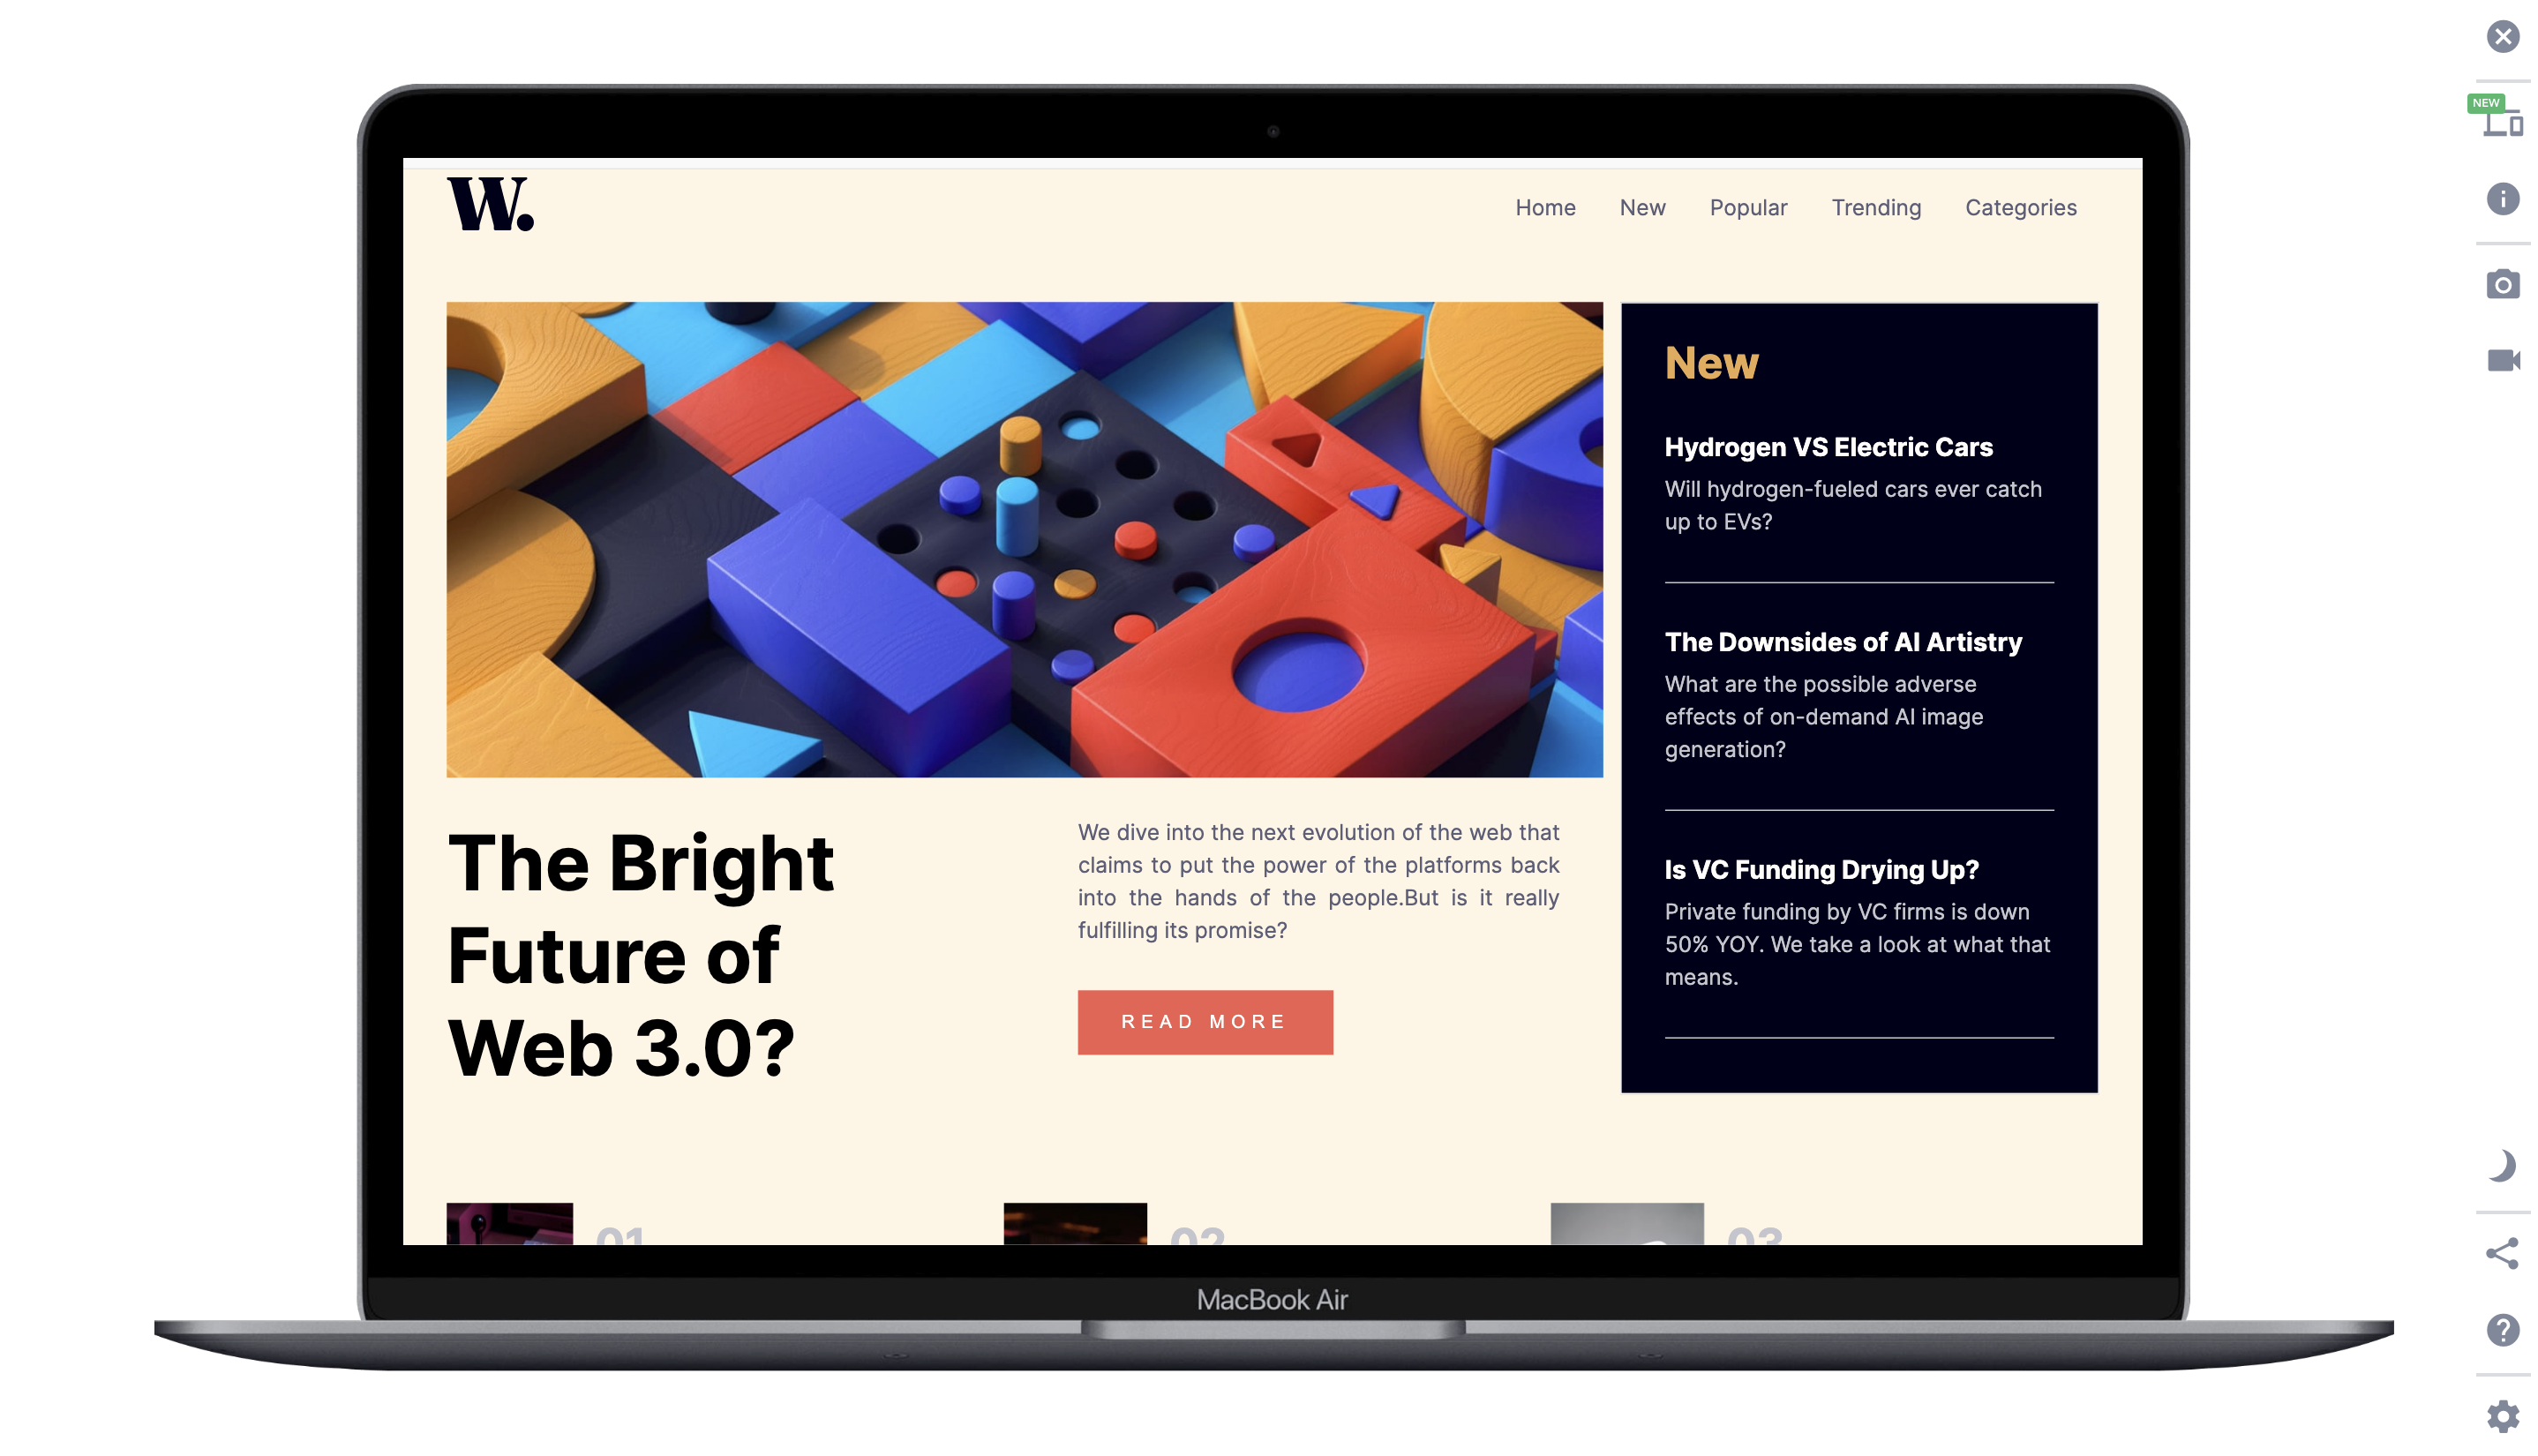 NEW
W.
Home New Popular Trending Categories
New
Hydrogen VS Electric Cars
Will hydrogen-fueled cars ever catch
up to EVs?
The Downsides of AI Artistry
What are the possible adverse
effects of on-demand AI image
generation?
Is VC Funding Drying Up?
Private funding by VC firms is down
50% YOY. We take a look at what that
means.
The Bright
Future of
Web 3.0?
We dive into the next evolution of the web that
claims to put the power of the platforms back
into the hands of the people.But is it really
fulfilling its promise?
READ MORE
01 02 03
MacBook Air